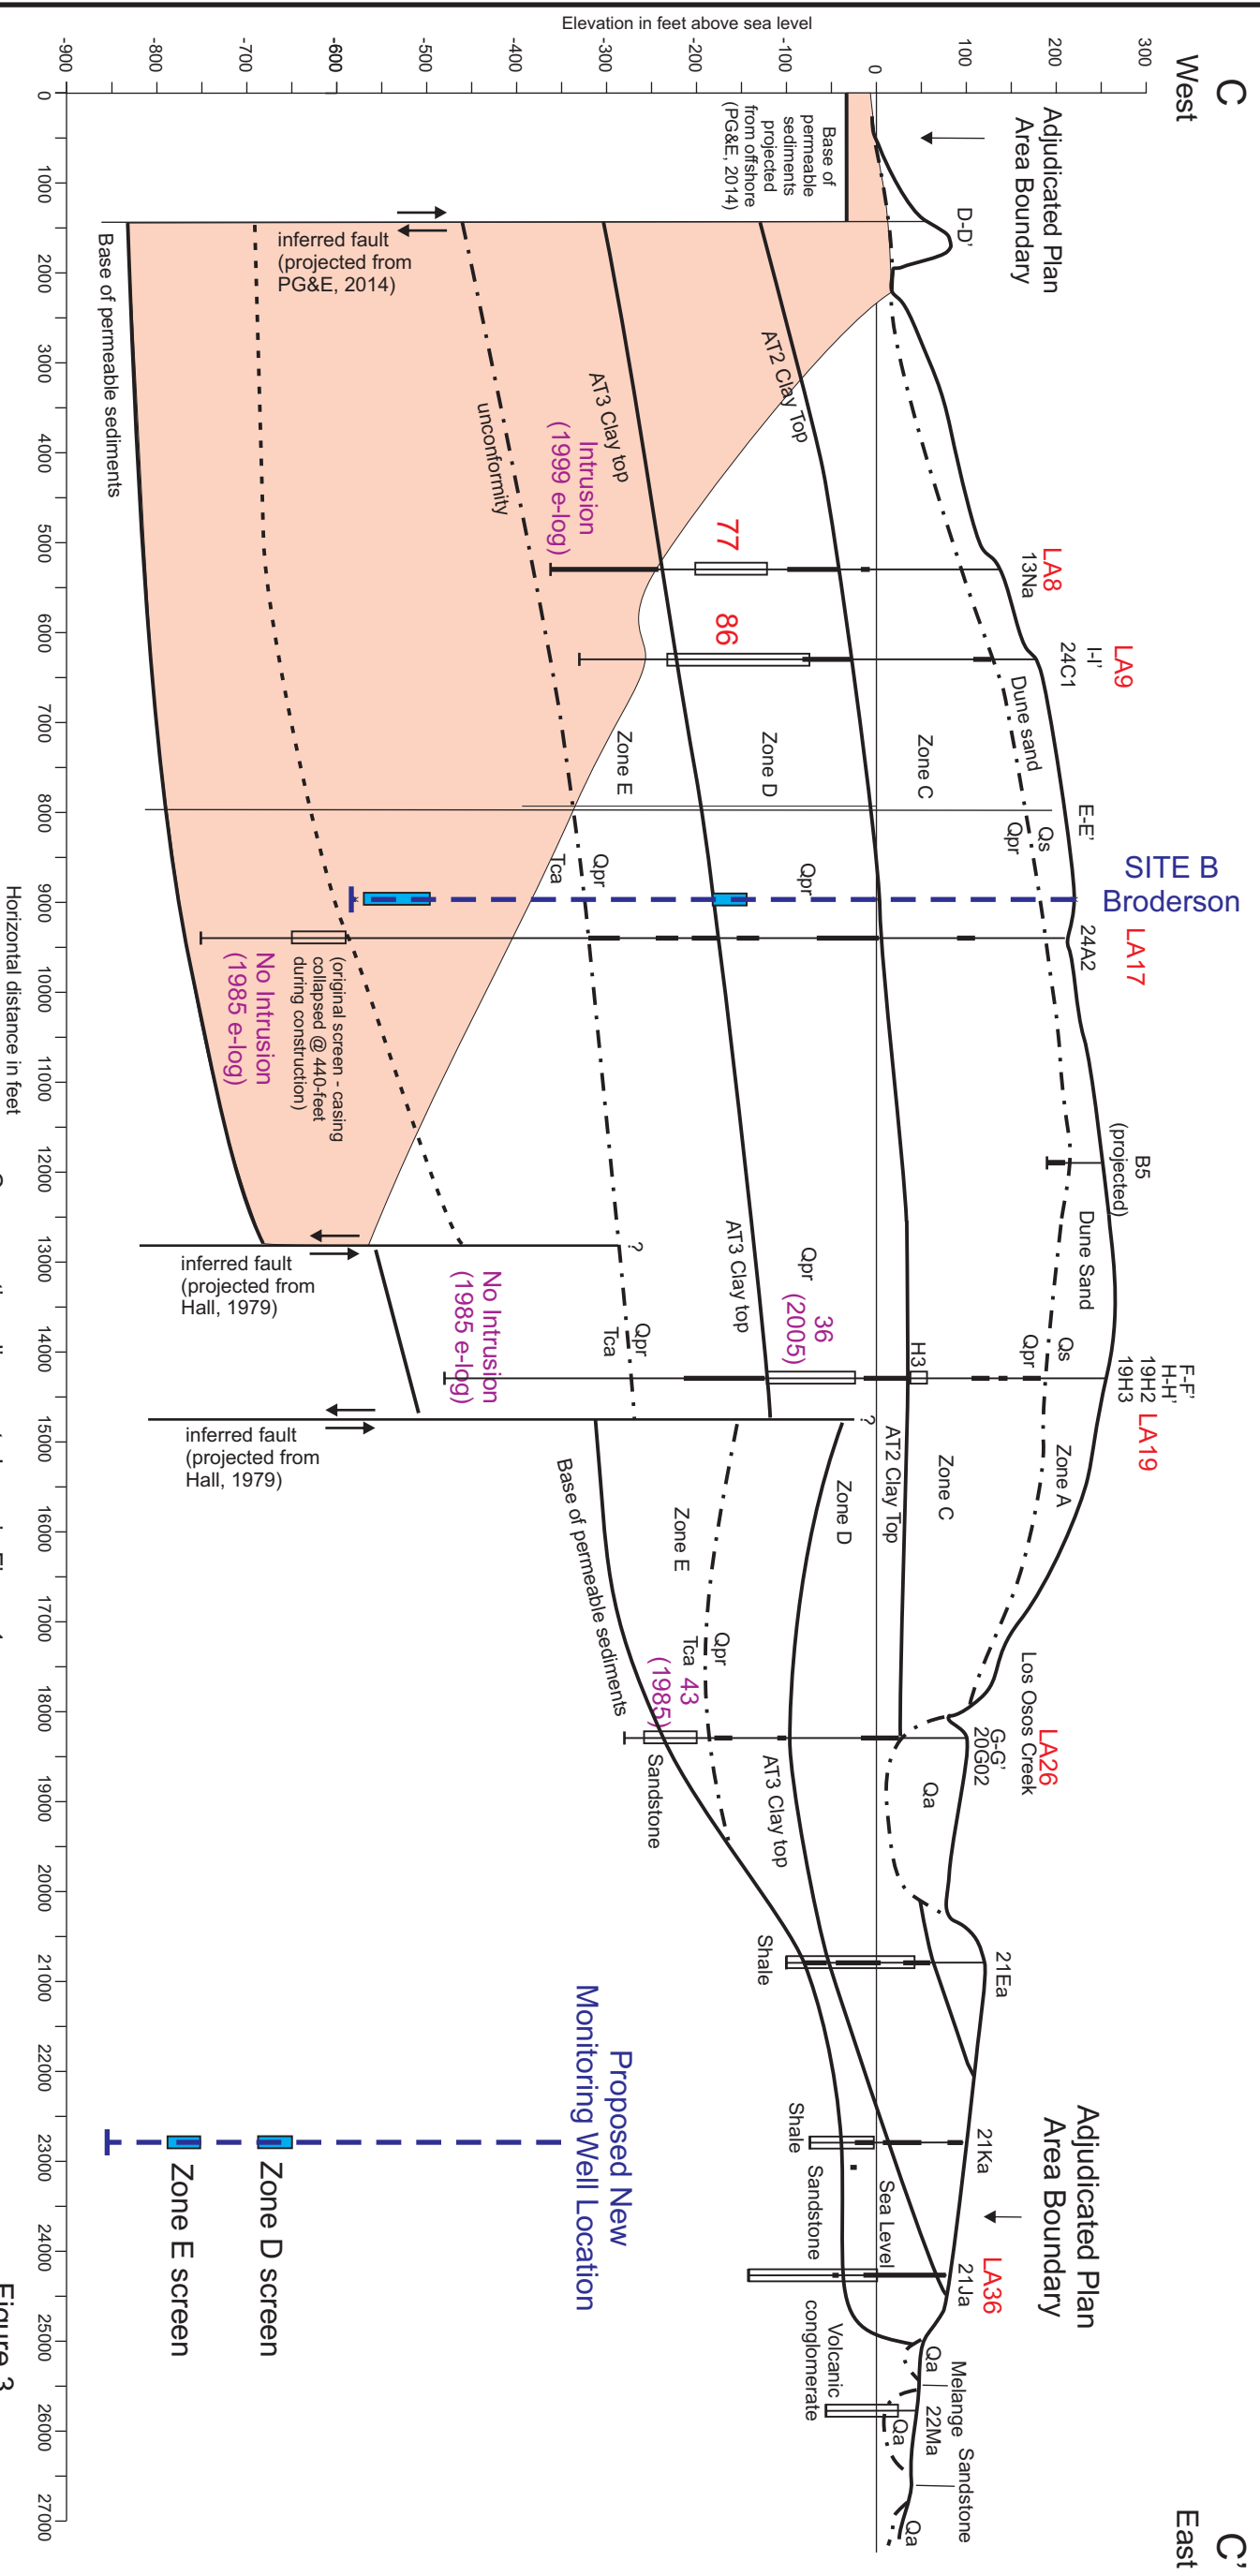 C
West
C'
East
Elevation in feet above sea level
300
200
100
0
-100
-200
-300
-400
-500
-600
-700
-800
-900
Adjudicated Plan
Area Boundary
D-D'
Base of
permeable
sediments
projected
from offshore
(PG&E, 2014)
inferred fault
(projected from
PG&E, 2014)
Base of permeable sediments
AT2 Clay Top
AT3 Clay top
unconformity
Intrusion
(1999 e-log)
77
86
LA8
13Na
LA9
I-I'
24C1
Dune sand
Zone C
Zone D
Zone E
E-E'
Qs
Qpr
Qpr
Qpr
Tca
SITE B
Broderson
LA17
24A2
(original screen - casing
collapsed @ 440-feet
during construction)
No Intrusion
(1985 e-log)
B5
(projected)
Dune Sand
AT3 Clay top
Qpr
36
(2005)
inferred fault
(projected from
Hall, 1979)
?
No Intrusion
(1985 e-log)
Qpr
Tca
H3
Qs
Qpr
F-F'
H-H'
19H2
19H3
LA19
?
inferred fault
(projected from
Hall, 1979)
Zone A
Zone C
AT2 Clay Top
Zone D
Zone E
Base of permeable sediments
Qpr
Tca
43
(1985)
Los Osos Creek
LA26
G-G'
20G02
Qa
Sandstone
AT3 Clay top
21Ea
Shale
21Ka
Shale
Adjudicated Plan
Area Boundary
Sea Level
Sandstone
LA36
21Ja
Volcanic
conglomerate
Qa
Melange
22Ma
Qa
Sandstone
Qa
Proposed New
Monitoring Well Location
Zone D screen
Zone E screen
0
1000
2000
3000
4000
5000
6000
7000
8000
9000
10000
11000
12000
13000
14000
15000
16000
17000
18000
19000
20000
21000
22000
23000
24000
25000
26000
27000
Horizontal distance in feet
Figure 3